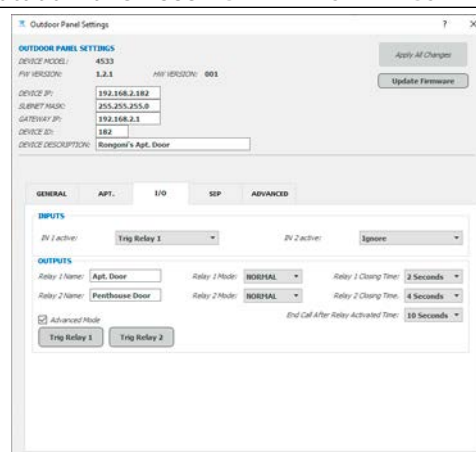 Outdoor Panel Settings
?
OUTDOOR PANEL SETTINGS
DEVICE MODEL: 4533
FW VERSION: 1.2.1 HW VERSION: 001
Apply All Changes
Update Firmware
DEVICE IP: 192.168.2.182
SUBNET MASK: 255.255.255.0
GATEWAY IP: 192.168.2.1
DEVICE ID: 182
DEVICE DESCRIPTION: Rongoni's Apt. Door
GENERAL APT. I/O SIP ADVANCED
INPUTS
IN 1 active: Trig Relay 1 IN 2 active: Ignore
OUTPUTS
Relay 1 Name: Apt. Door Relay 1 Mode: NORMAL Relay 1 Closing Time: 2 Seconds
Relay 2 Name: Penthouse Door Relay 2 Mode: NORMAL Relay 2 Closing Time: 4 Seconds
Advanced Mode End Call After Relay Activated Time: 10 Seconds
Trig Relay 1 Trig Relay 2